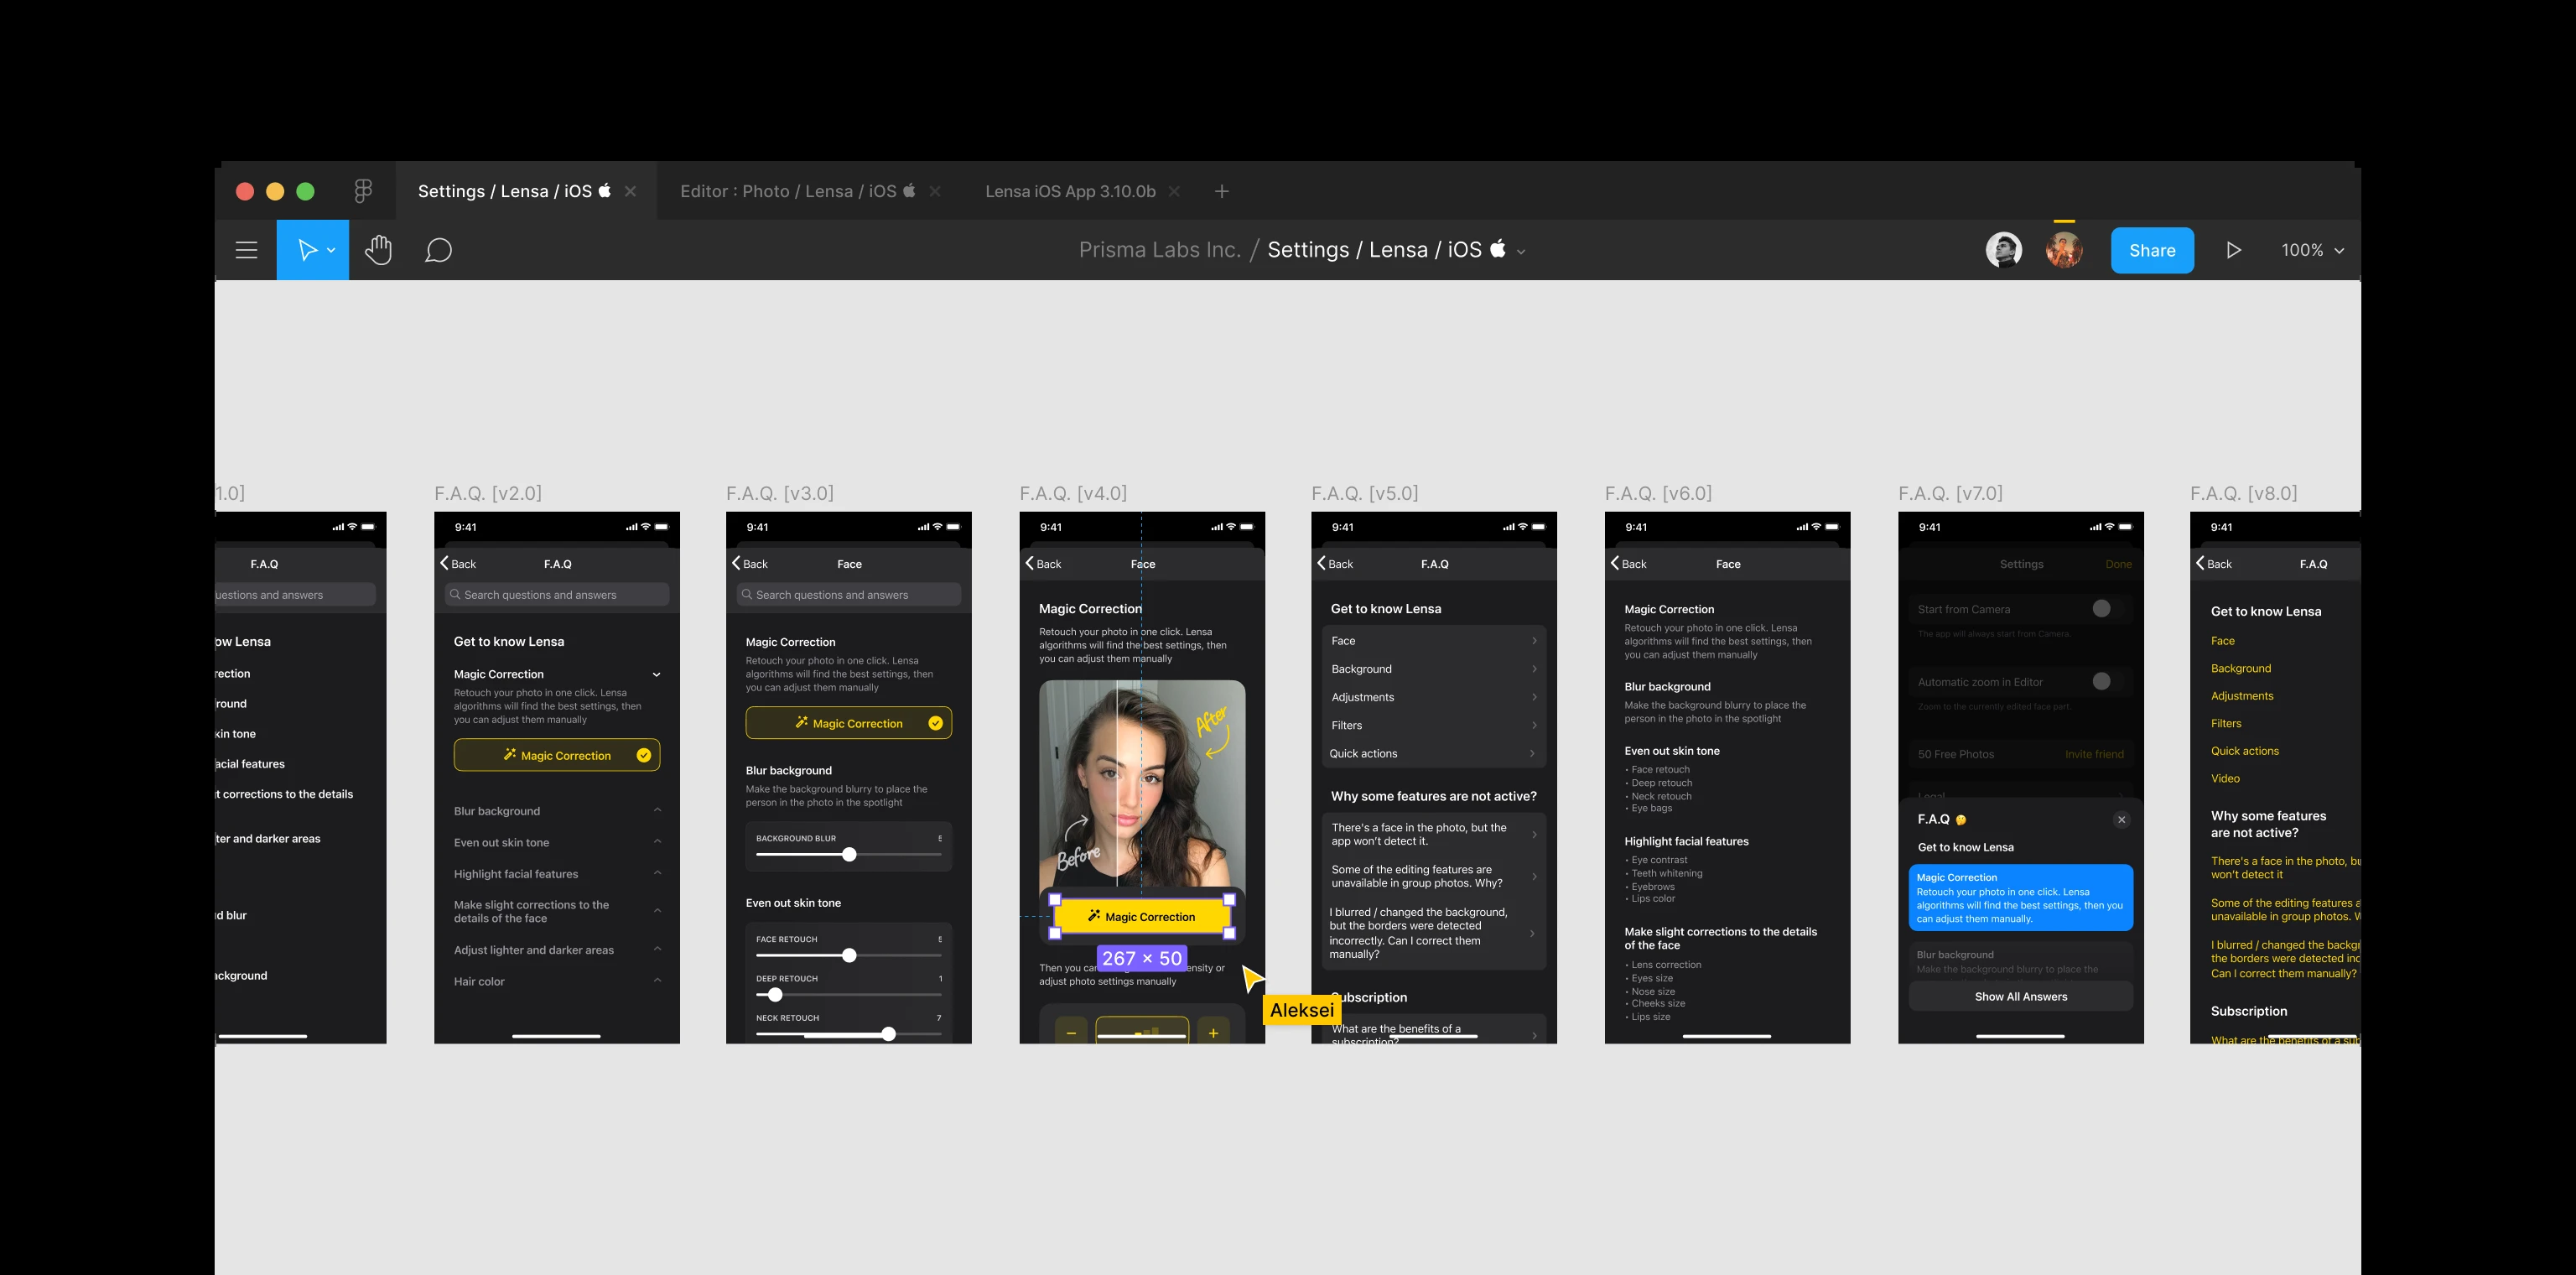 Settings / Lensa / iOS
Editor : Photo / Lensa / iOS
Lensa iOS App 3.10.0b
Prisma Labs Inc. / Settings / Lensa / iOS
Share
100%
1.0]
F.A.Q
uestions and answers
ow Lensa
rection
round
kin tone
acial features
t corrections to the details
ter and darker areas
d blur
ackground
F.A.Q. [v2.0]
9:41
Back
F.A.Q
Search questions and answers
Get to know Lensa
Magic Correction
Retouch your photo in one click. Lensa
algorithms will find the best settings, then
you can adjust them manually
Magic Correction
Blur background
Even out skin tone
Highlight facial features
Make slight corrections to the
details of the face
Adjust lighter and darker areas
Hair color
F.A.Q. [v3.0]
9:41
Back
Face
Search questions and answers
Magic Correction
Retouch your photo in one click. Lensa
algorithms will find the best settings, then
you can adjust them manually
Magic Correction
Blur background
Make the background blurry to place the
person in the photo in the spotlight
BACKGROUND BLUR 5
Even out skin tone
FACE RETOUCH 5
DEEP RETOUCH 1
NECK RETOUCH 7
F.A.Q. [v4.0]
9:41
Back
Face
Magic Correction
Retouch your photo in one click. Lensa
algorithms will find the best settings, then
you can adjust them manually
After
Before
Magic Correction
267 × 50
Then you can ensity or
adjust photo settings manually
Aleksei
F.A.Q. [v5.0]
9:41
Back
F.A.Q
Get to know Lensa
Face
Background
Adjustments
Filters
Quick actions
Why some features are not active?
There's a face in the photo, but the
app won't detect it.
Some of the editing features are
unavailable in group photos. Why?
I blurred / changed the background,
but the borders were detected
incorrectly. Can I correct them
manually?
ubscription
What are the benefits of a
subscription?
F.A.Q. [v6.0]
9:41
Back
Face
Magic Correction
Retouch your photo in one click. Lensa
algorithms will find the best settings, then
you can adjust them manually
Blur background
Make the background blurry to place the
person in the photo in the spotlight
Even out skin tone
• Face retouch
• Deep retouch
• Neck retouch
• Eye bags
Highlight facial features
• Eye contrast
• Teeth whitening
• Eyebrows
• Lips color
Make slight corrections to the details
of the face
• Lens correction
• Eyes size
• Nose size
• Cheeks size
• Lips size
F.A.Q. [v7.0]
9:41
Settings
Done
Start from Camera
The app will always start from Camera.
Automatic zoom in Editor
Zoom to the currently edited face part.
50 Free Photos
Invite friend
Legal
F.A.Q
Get to know Lensa
Magic Correction
Retouch your photo in one click. Lensa
algorithms will find the best settings, then you
can adjust them manually.
Blur background
Make the background blurry to place the
Show All Answers
F.A.Q. [v8.0]
9:41
Back
F.A.Q
Get to know Lensa
Face
Background
Adjustments
Filters
Quick actions
Video
Why some features
are not active?
There's a face in the photo, bu
won't detect it
Some of the editing features a
unavailable in group photos. W
I blurred / changed the backgr
the borders were detected inc
Can I correct them manually?
Subscription
What are the benefits of a sub